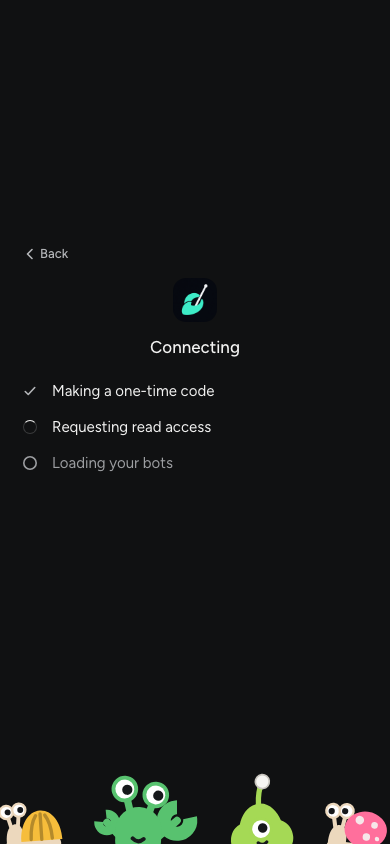 Back
Connecting
Making a one-time code
Requesting read access
Loading your bots